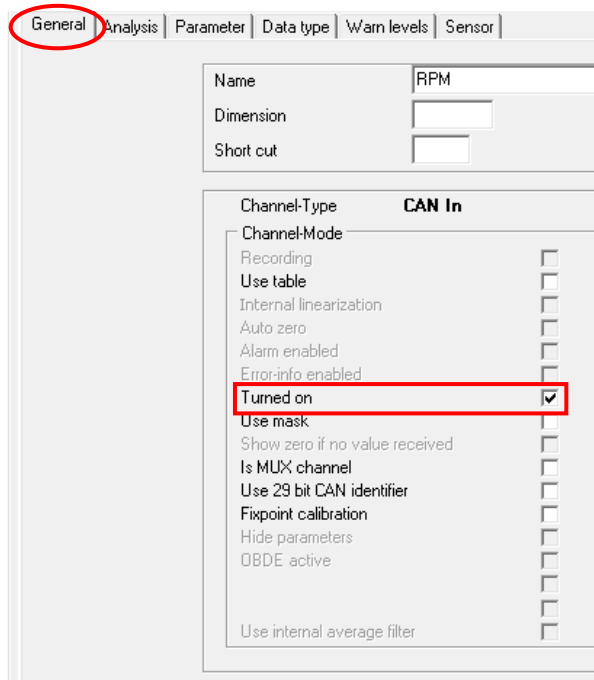 General Analysis Parameter Data type Warn levels Sensor
Name RPM
Dimension
Short cut
Channel-Type CAN In
Channel-Mode
Recording
Use table
Internal linearization
Auto zero
Alarm enabled
Error-info enabled
Turned on
Use mask
Show zero if no value received
Is MUX channel
Use 29 bit CAN identifier
Fixpoint calibration
Hide parameters
OBDE active
Use internal average filter